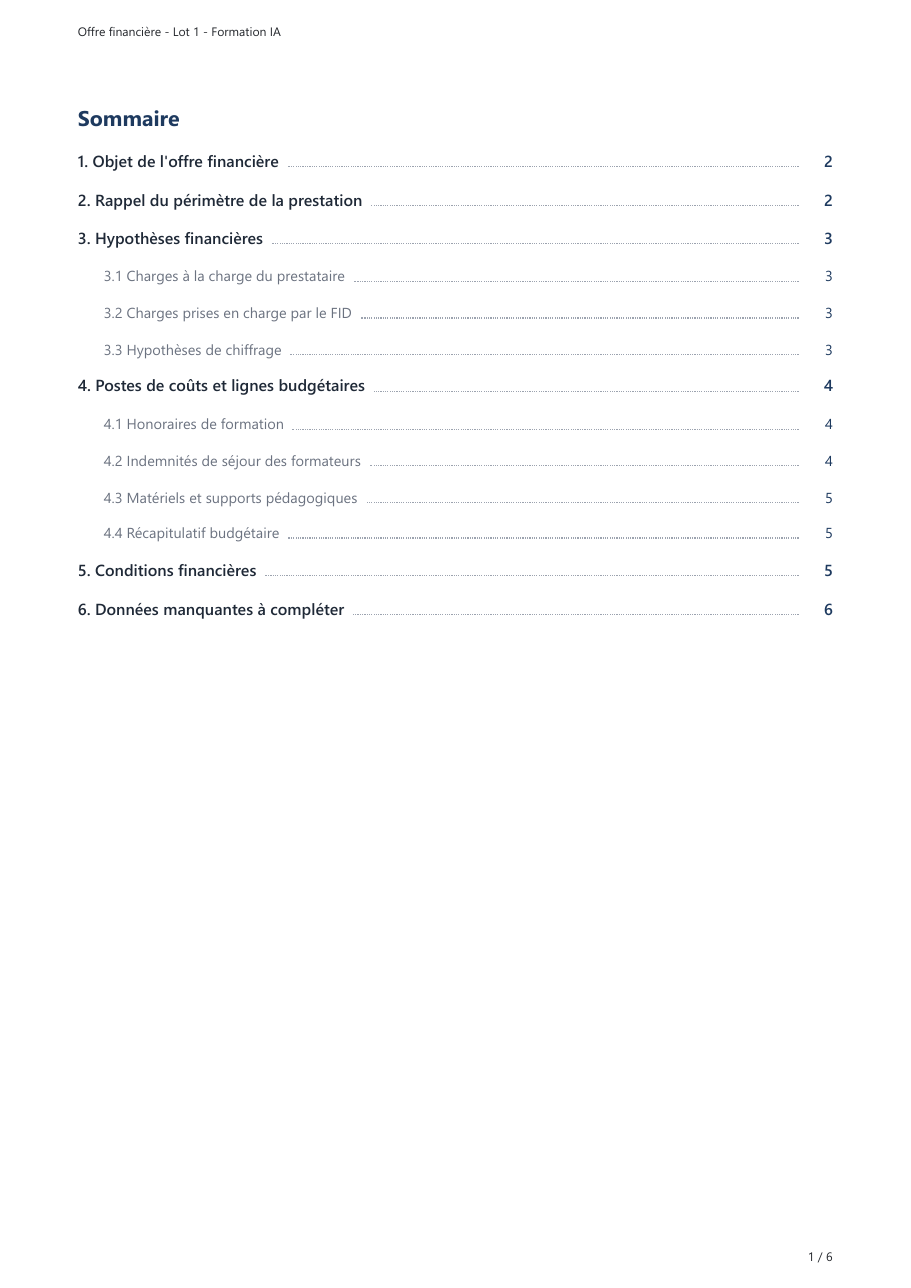 Offre financière - Lot 1 - Formation IA
Sommaire
1. Objet de l'offre financière 2
2. Rappel du périmètre de la prestation 2
3. Hypothèses financières 3
3.1 Charges à la charge du prestataire 3
3.2 Charges prises en charge par le FID 3
3.3 Hypothèses de chiffrage 3
4. Postes de coûts et lignes budgétaires 4
4.1 Honoraires de formation 4
4.2 Indemnités de séjour des formateurs 4
4.3 Matériels et supports pédagogiques 5
4.4 Récapitulatif budgétaire 5
5. Conditions financières 5
6. Données manquantes à compléter 6
1 / 6